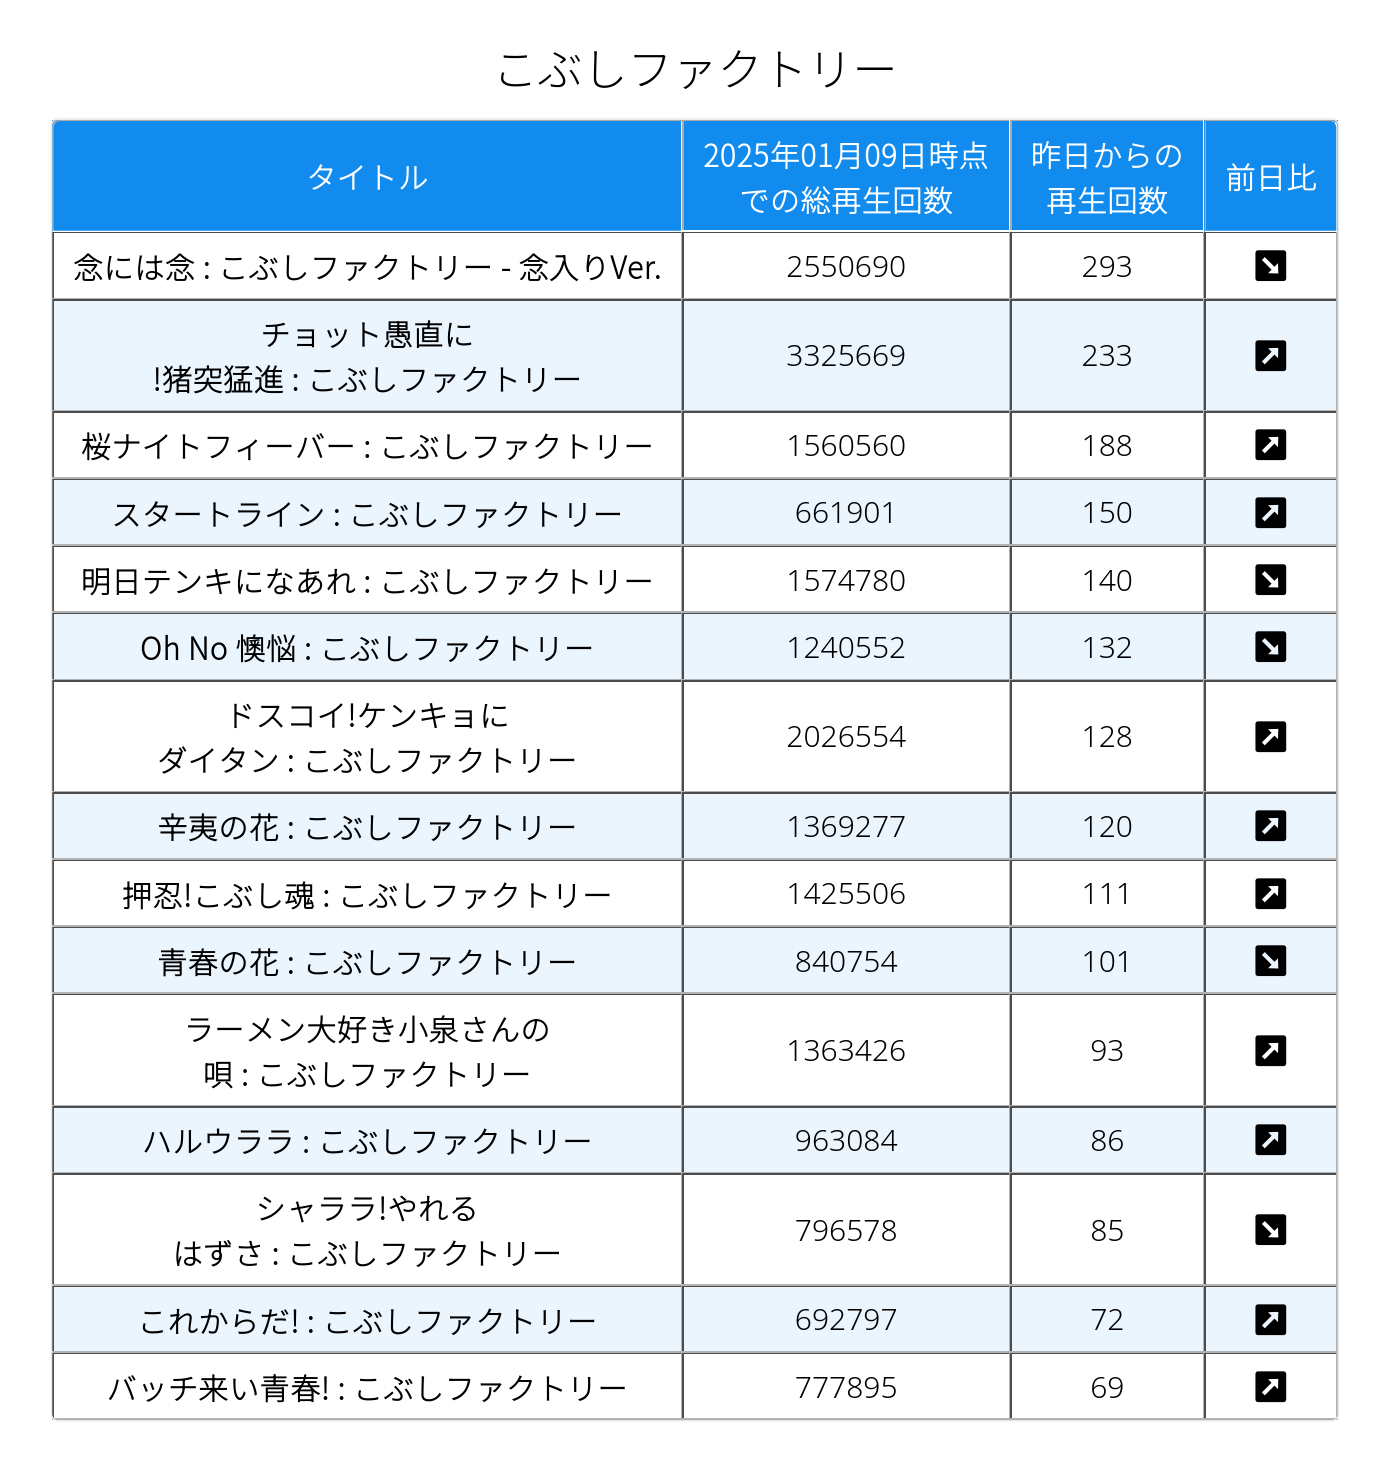 こぶしファクトリー
タイトル
2025年01月09日時点
での総再生回数
昨日からの
再生回数
前日比
念には念 : こぶしファクトリー - 念入りVer.
2550690
293
チョット愚直に
!猪突猛進 : こぶしファクトリー
3325669
233
桜ナイトフィーバー : こぶしファクトリー
1560560
188
スタートライン : こぶしファクトリー
661901
150
明日テンキになあれ : こぶしファクトリー
1574780
140
Oh No 懊悩 : こぶしファクトリー
1240552
132
ドスコイ!ケンキョに
ダイタン : こぶしファクトリー
2026554
128
辛夷の花 : こぶしファクトリー
1369277
120
押忍!こぶし魂 : こぶしファクトリー
1425506
111
青春の花 : こぶしファクトリー
840754
101
ラーメン大好き小泉さんの
唄 : こぶしファクトリー
1363426
93
ハルウララ : こぶしファクトリー
963084
86
シャララ!やれる
はずさ : こぶしファクトリー
796578
85
これからだ! : こぶしファクトリー
692797
72
バッチ来い青春! : こぶしファクトリー
777895
69